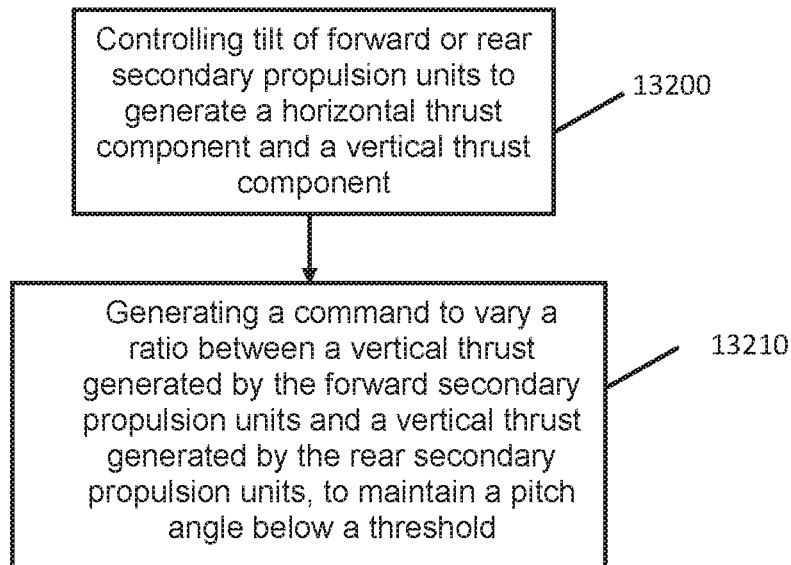 Controlling tilt of forward or rear
secondary propulsion units to
generate a horizontal thrust
component and a vertical thrust
component
13200
Generating a command to vary a
ratio between a vertical thrust
generated by the forward secondary
propulsion units and a vertical thrust
generated by the rear secondary
propulsion units, to maintain a pitch
angle below a threshold
13210